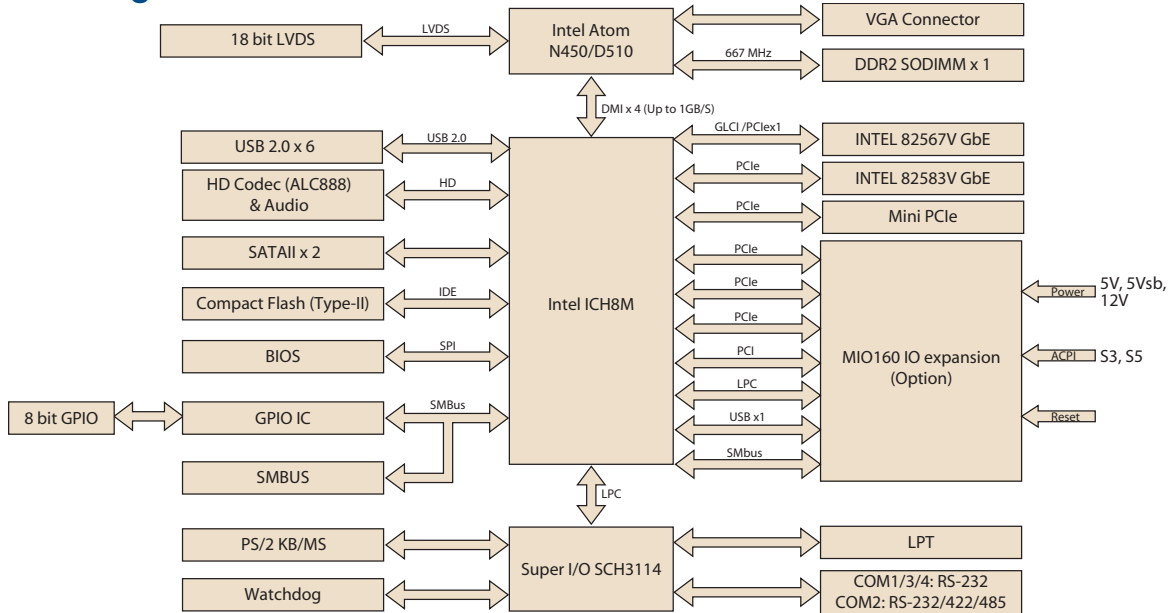 18 bit LVDS
LVDS
Intel Atom
N450/D510
VGA Connector
667 MHz
DDR2 SODIMM x 1
DMI x 4 (Up to 1GB/S)
USB 2.0 x 6
USB 2.0
GLCI /PCIex1
INTEL 82567V GbE
HD Codec (ALC888)
& Audio
HD
PCIe
INTEL 82583V GbE
PCIe
Mini PCIe
SATAII x 2
PCIe
Compact Flash (Type-II)
IDE
Intel ICH8M
PCIe
PCIe
MIO160 IO expansion
(Option)
Power
5V, 5Vsb,
12V
BIOS
SPI
PCI
ACPI
S3, S5
LPC
8 bit GPIO
GPIO IC
SMBus
USB x1
Reset
SMBUS
SMbus
LPC
PS/2 KB/MS
Super I/O SCH3114
LPT
Watchdog
COM1/3/4: RS-232
COM2: RS-232/422/485